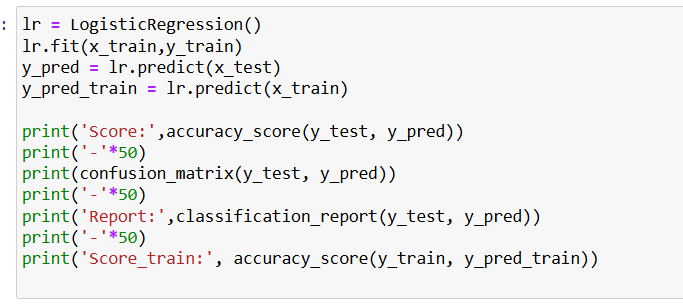 : lr = LogisticRegression()
lr.fit(x_train,y_train)
y_pred = lr.predict(x_test)
y_pred_train = lr.predict(x_train)
print('Score:',accuracy_score(y_test, y_pred))
print('-'*50)
print(confusion_matrix(y_test, y_pred))
print('-'*50)
print('Report:',classification_report(y_test, y_pred))
print('-'*50)
print('Score_train:', accuracy_score(y_train, y_pred_train))